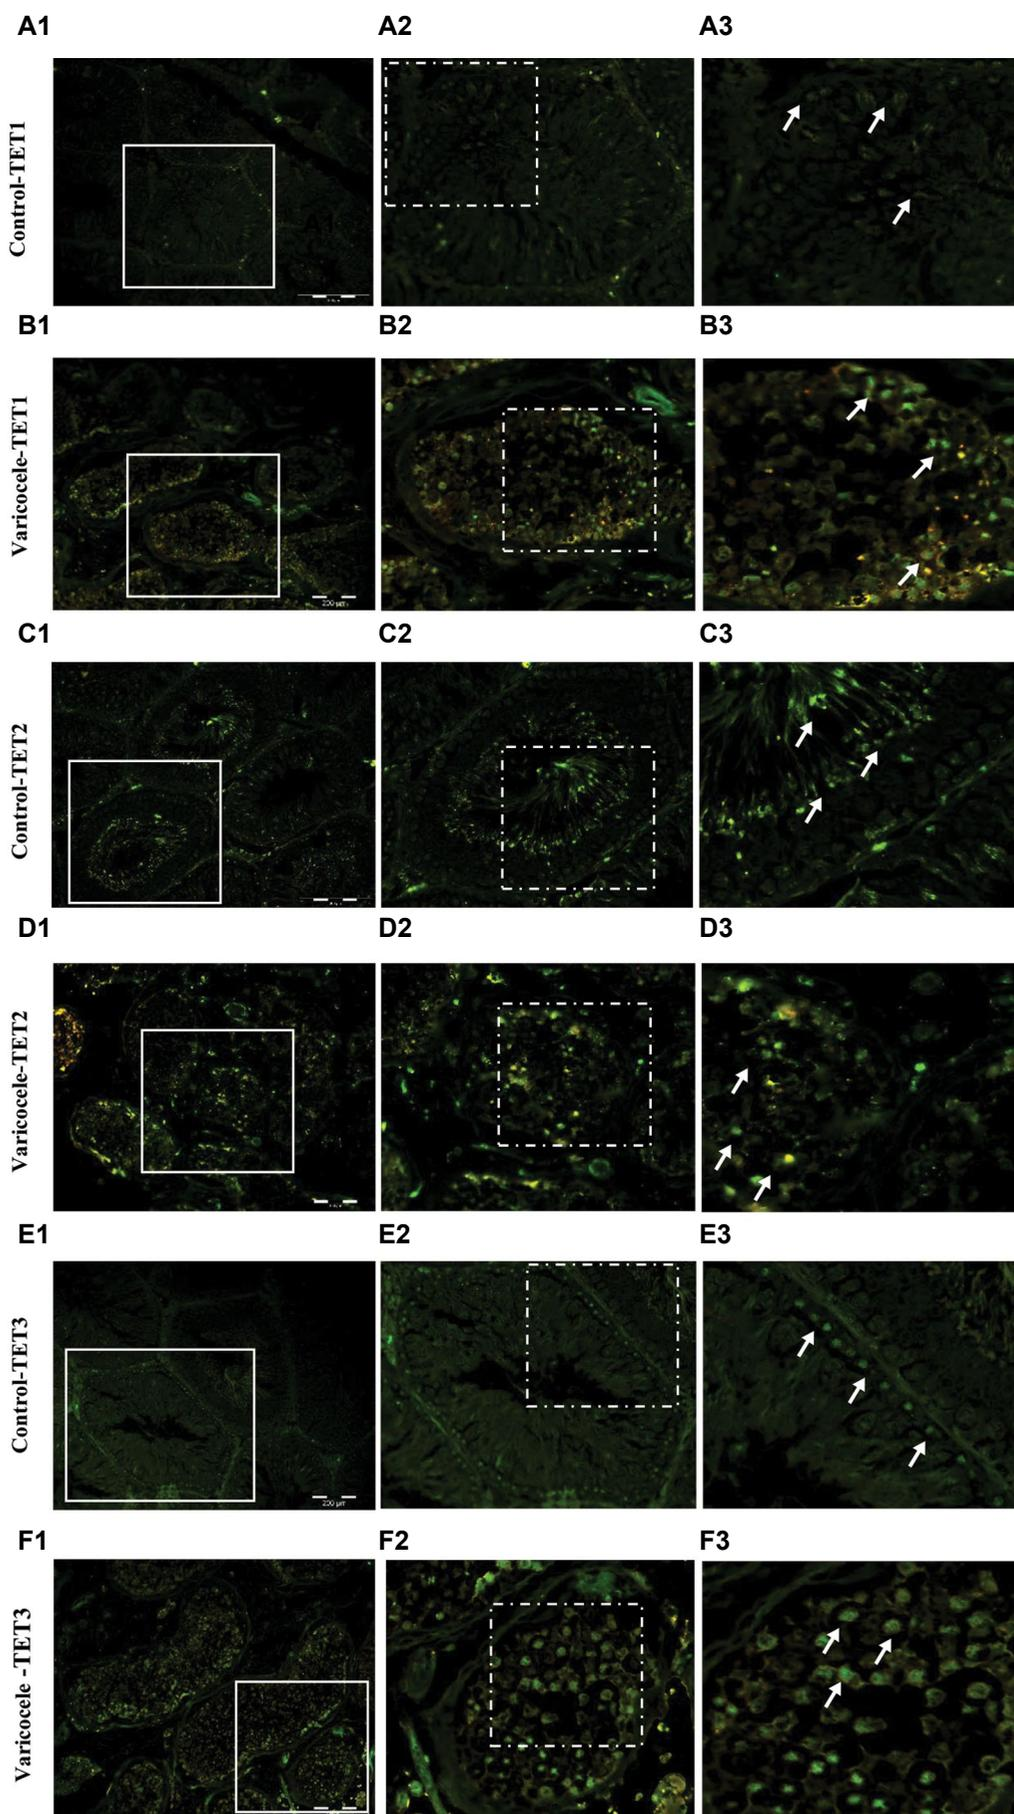 A1 A2 A3
Control-TET1
B1 B2 B3
Varicocele-TET1
200 µm
C1 C2 C3
Control-TET2
D1 D2 D3
Varicocele-TET2
E1 E2 E3
Control-TET3
200 µm
F1 F2 F3
Varicocele -TET3